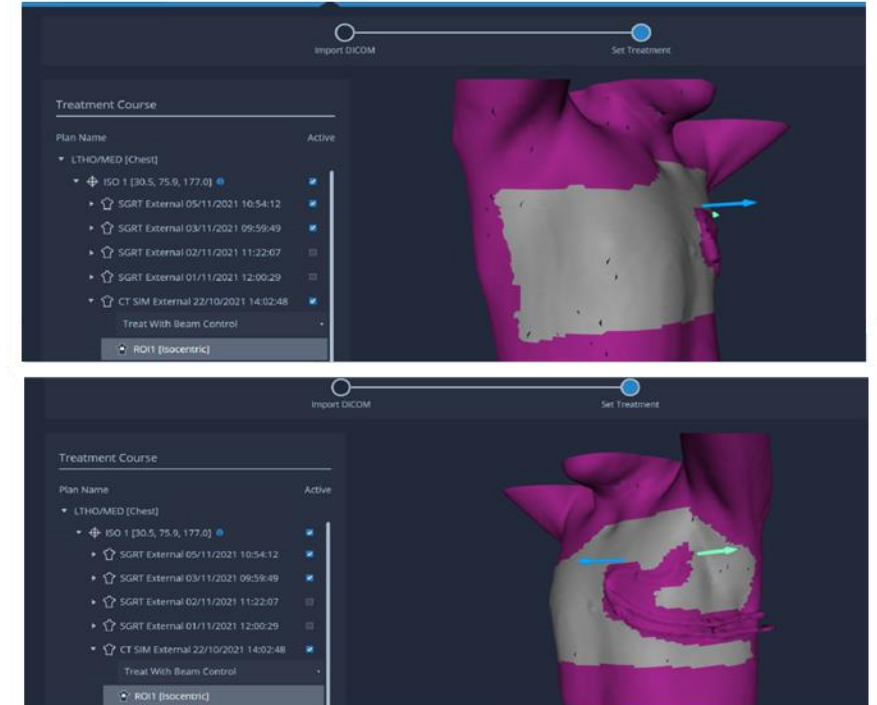 Import DICOM
Set Treatment
Treatment Course
Plan Name Active
LTHO/MED [Chest]
ISO 1 [30.5, 75.9, 177.0]
SGRT External 05/11/2021 10:54:12
SGRT External 03/11/2021 09:59:49
SGRT External 02/11/2021 11:22:07
SGRT External 01/11/2021 12:00:29
CT SIM External 22/10/2021 14:02:48
Treat With Beam Control
ROI1 [Isocentric]
Import DICOM
Set Treatment
Treatment Course
Plan Name Active
LTHO/MED [Chest]
ISO 1 [30.5, 75.9, 177.0]
SGRT External 05/11/2021 10:54:12
SGRT External 03/11/2021 09:59:49
SGRT External 02/11/2021 11:22:07
SGRT External 01/11/2021 12:00:29
CT SIM External 22/10/2021 14:02:48
Treat With Beam Control
ROI1 [Isocentric]